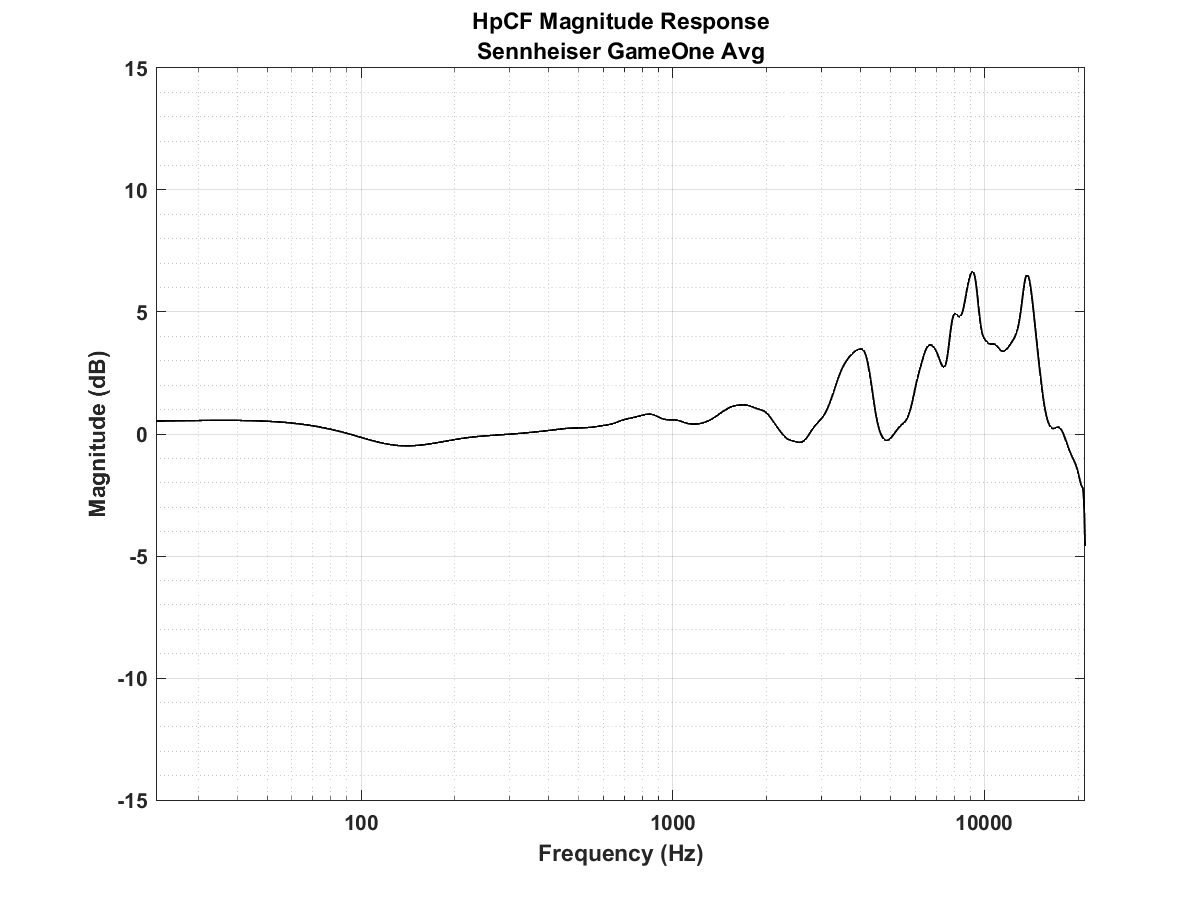 HpCF Magnitude Response
Sennheiser GameOne Avg
15
10
5
0
-5
-10
-15
Magnitude (dB)
100
1000
10000
Frequency (Hz)